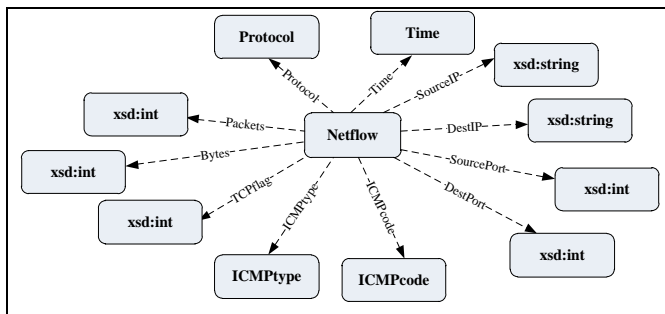 Protocol
Time
xsd:string
Protocol
Time
SourceIP
xsd:int
Packets
Netflow
DestIP
xsd:string
xsd:int
Bytes
SourcePort
xsd:int
TCPflag
ICMPtype
ICMPcode
DestPort
xsd:int
xsd:int
ICMPtype
ICMPcode